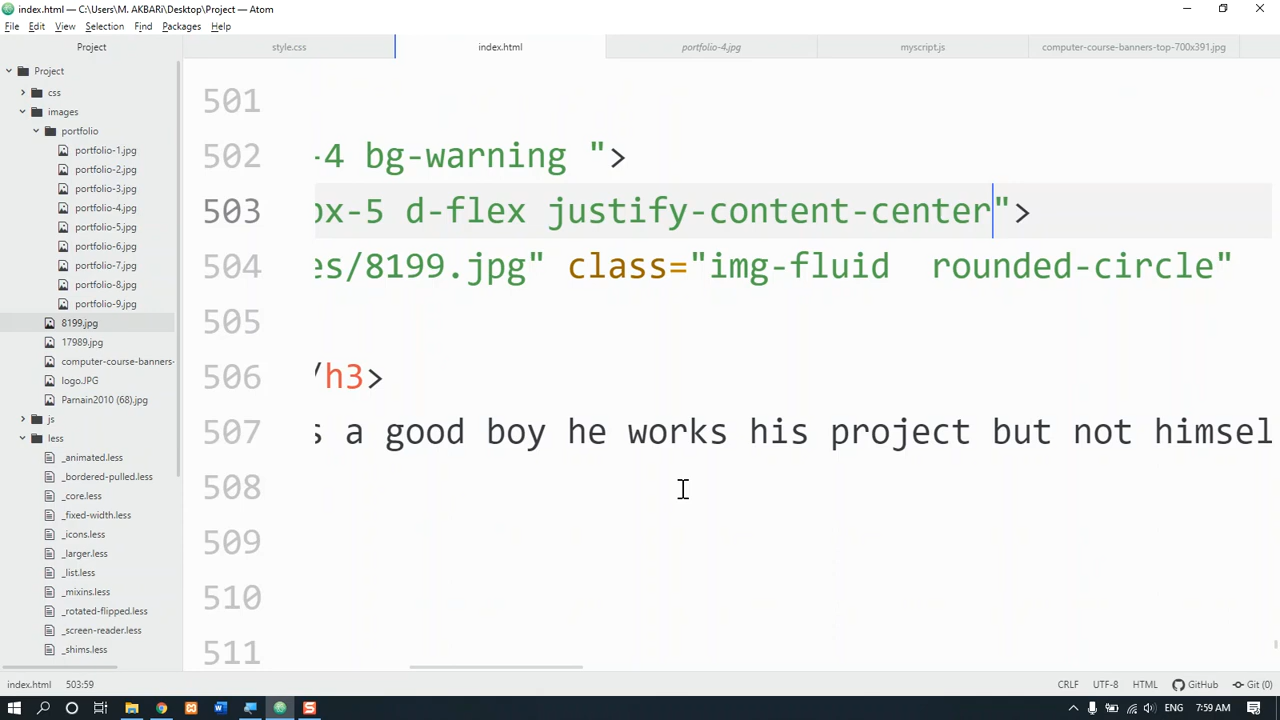 index.html — C:\Users\M. AKBARi\Desktop\Project — Atom
File Edit View Selection Find Packages Help
Project
style.css
index.html
portfolio-4.jpg
myscript.js
computer-course-banners-top-700x391.jpg
Project
css
images
portfolio
portfolio-1.jpg
portfolio-2.jpg
portfolio-3.jpg
portfolio-4.jpg
portfolio-5.jpg
portfolio-6.jpg
portfolio-7.jpg
portfolio-8.jpg
portfolio-9.jpg
8199.jpg
17989.jpg
computer-course-banners-
logo.JPG
Parnain2010 (68).jpg
js
less
_animated.less
_bordered-pulled.less
_core.less
_fixed-width.less
_icons.less
_larger.less
_list.less
_mixins.less
_rotated-flipped.less
_screen-reader.less
_shims.less
501
502 -4 bg-warning ">
503 px-5 d-flex justify-content-center">
504 es/8199.jpg" class="img-fluid  rounded-circle"
505
506 /h3>
507 s a good boy he works his project but not himsel
508
509
510
511
index.html 503:59
CRLF UTF-8 HTML GitHub Git (0)
ENG 7:59 AM